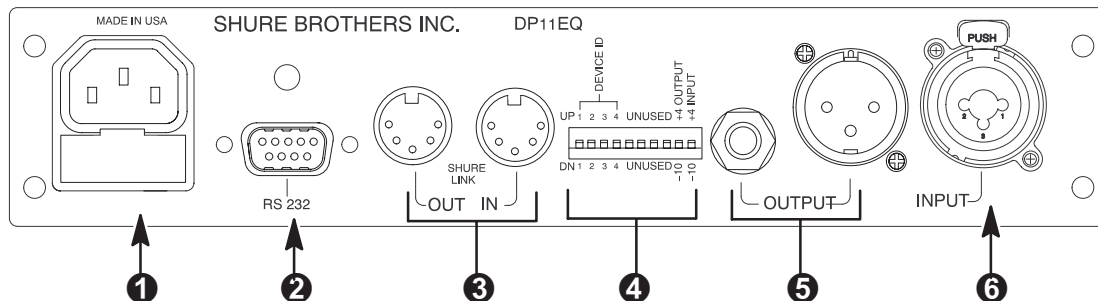 MADE IN USA
SHURE BROTHERS INC.
DP11EQ
RS 232
SHURE
LINK
OUT IN
DEVICE ID
UP 1 2 3 4 UNUSED +4 OUTPUT +4 INPUT
DN 1 2 3 4 UNUSED -10 -10
OUTPUT
PUSH
2 1
3
INPUT
1 2 3 4 5 6